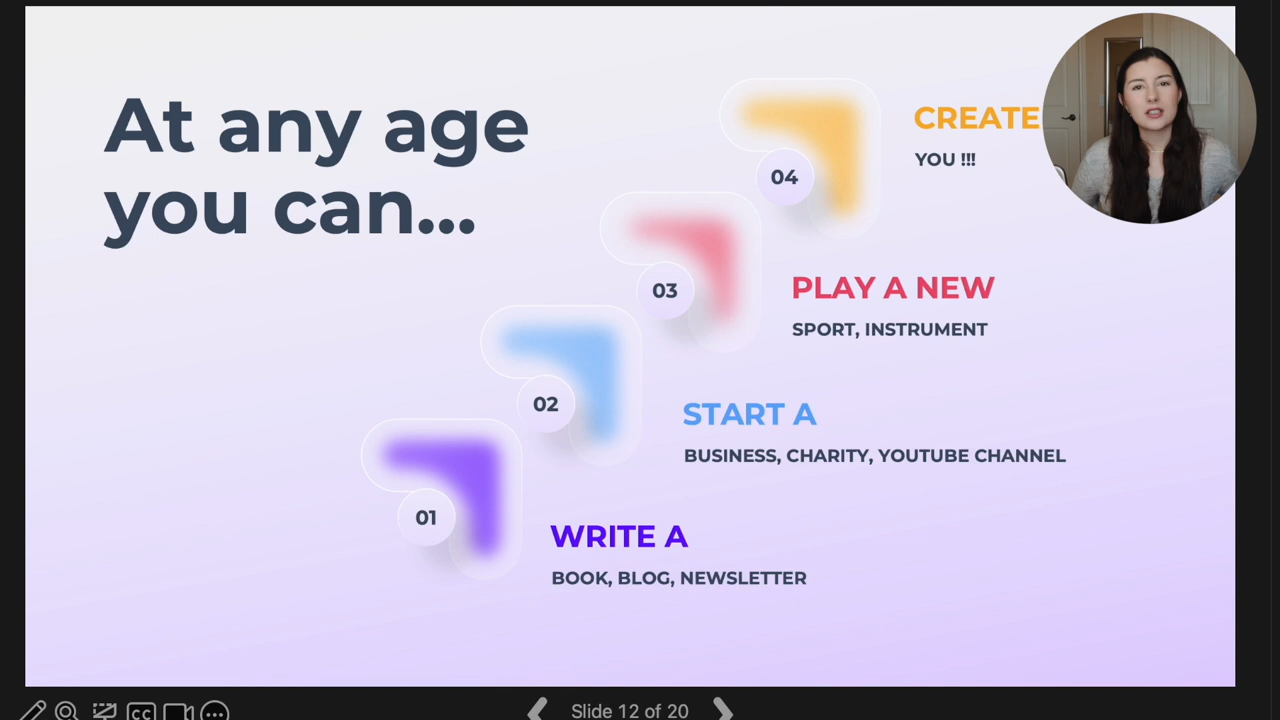 At any age
you can...
04
CREATE
YOU !!!
03
PLAY A NEW
SPORT, INSTRUMENT
02
START A
BUSINESS, CHARITY, YOUTUBE CHANNEL
01
WRITE A
BOOK, BLOG, NEWSLETTER
CC
Slide 12 of 20